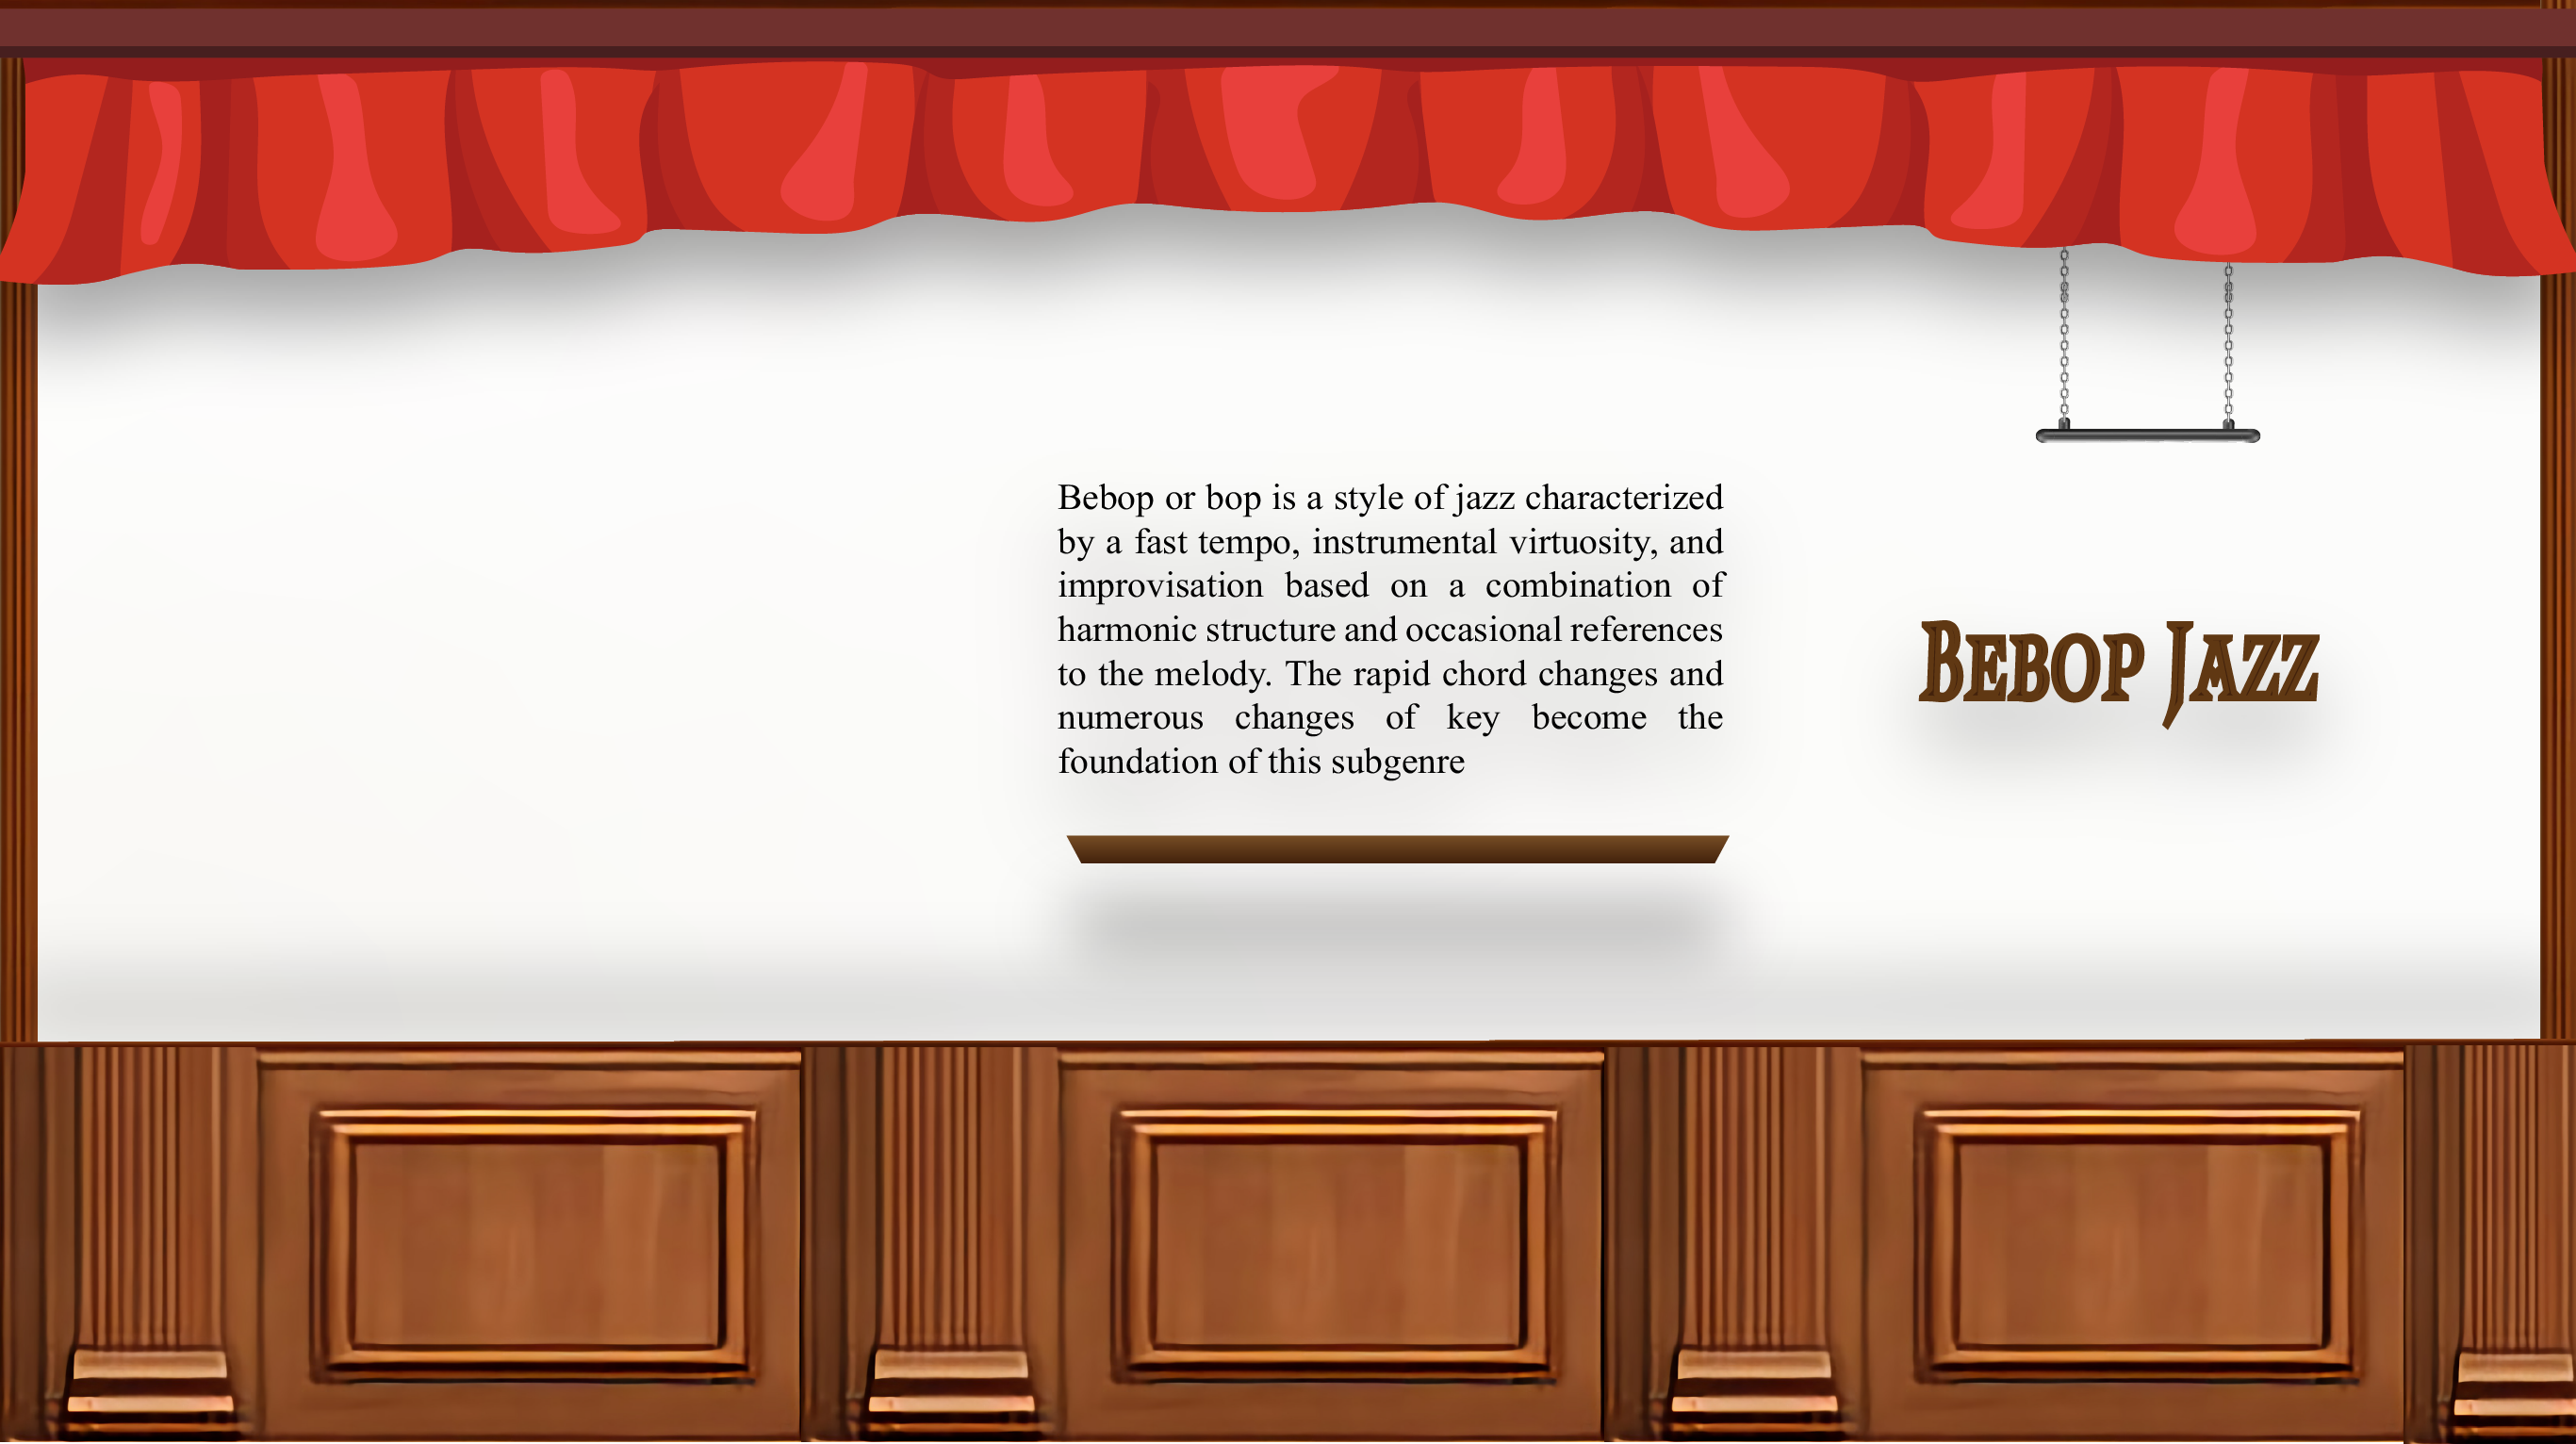 Bebop or bop is a style of jazz characterized
by a fast tempo, instrumental virtuosity, and
improvisation based on a combination of
harmonic structure and occasional references
to the melody. The rapid chord changes and
numerous changes of key become the
foundation of this subgenre
BEBOP JAZZ